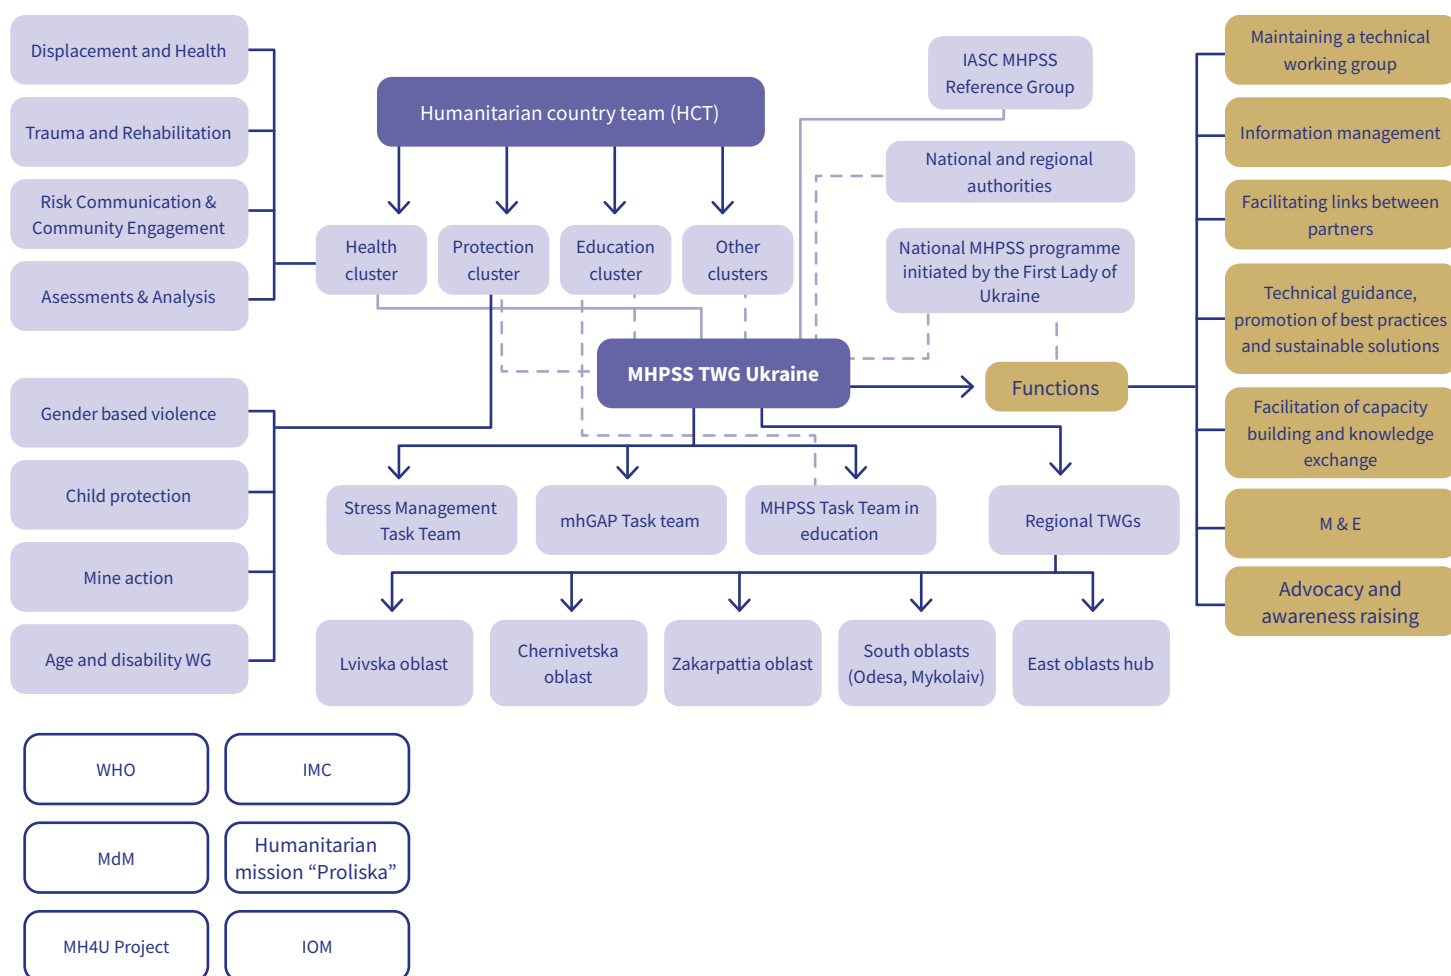 Displacement and Health
Trauma and Rehabilitation
Risk Communication &
Community Engagement
Asessments & Analysis
Humanitarian country team (HCT)
Health
cluster
Protection
cluster
Education
cluster
Other
clusters
IASC MHPSS
Reference Group
National and regional
authorities
National MHPSS programme
initiated by the First Lady of
Ukraine
MHPSS TWG Ukraine
Functions
Maintaining a technical
working group
Information management
Facilitating links between
partners
Technical guidance,
promotion of best practices
and sustainable solutions
Facilitation of capacity
building and knowledge
exchange
M & E
Advocacy and
awareness raising
Gender based violence
Child protection
Mine action
Age and disability WG
Stress Management
Task Team
mhGAP Task team
MHPSS Task Team in
education
Regional TWGs
Lvivska oblast
Chernivetska
oblast
Zakarpattia oblast
South oblasts
(Odesa, Mykolaiv)
East oblasts hub
WHO
IMC
MdM
Humanitarian
mission “Proliska”
MH4U Project
IOM